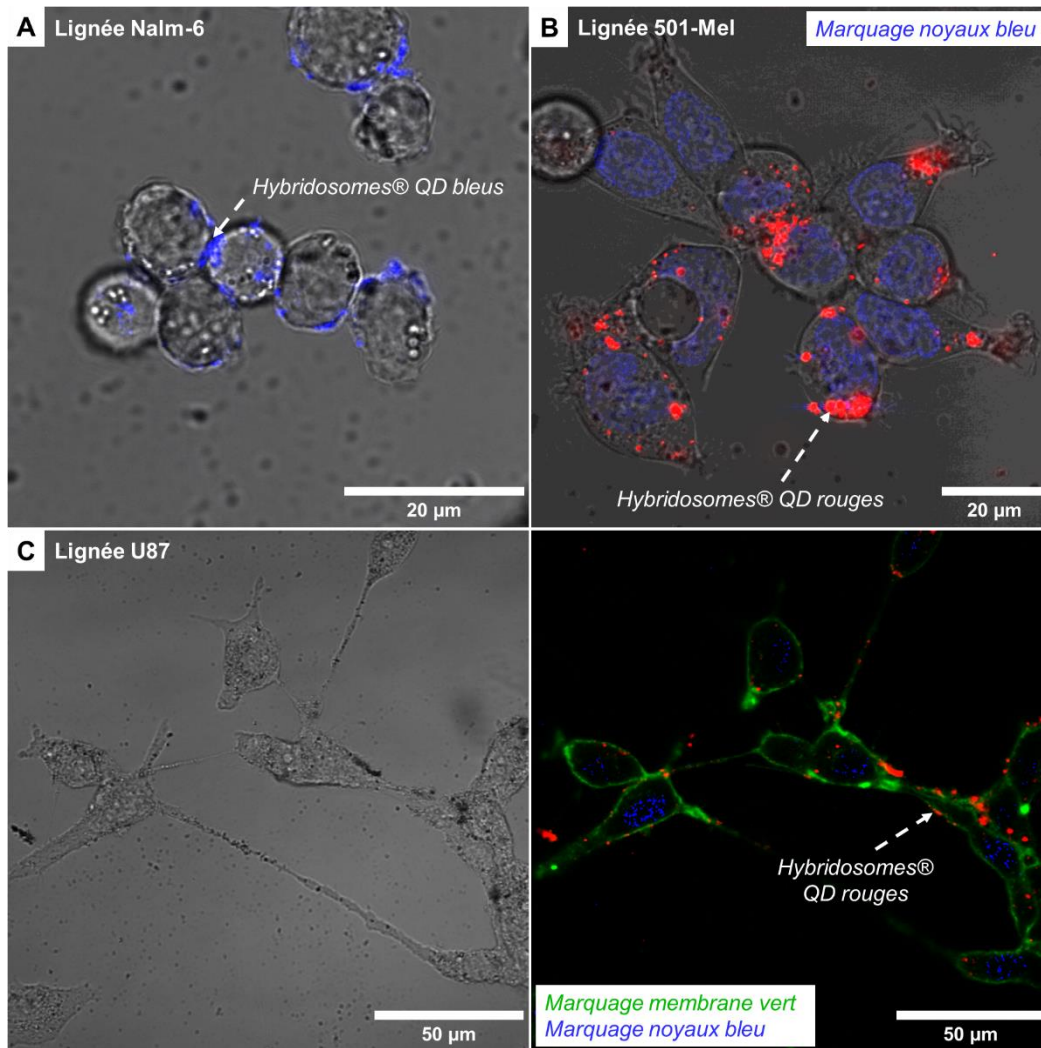 A Lignée Nalm-6
Hybridosomes® QD bleus
20 µm
B Lignée 501-Mel
Marquage noyaux bleu
Hybridosomes® QD rouges
20 µm
C Lignée U87
50 µm
Hybridosomes®
QD rouges
Marquage membrane vert
Marquage noyaux bleu
50 µm